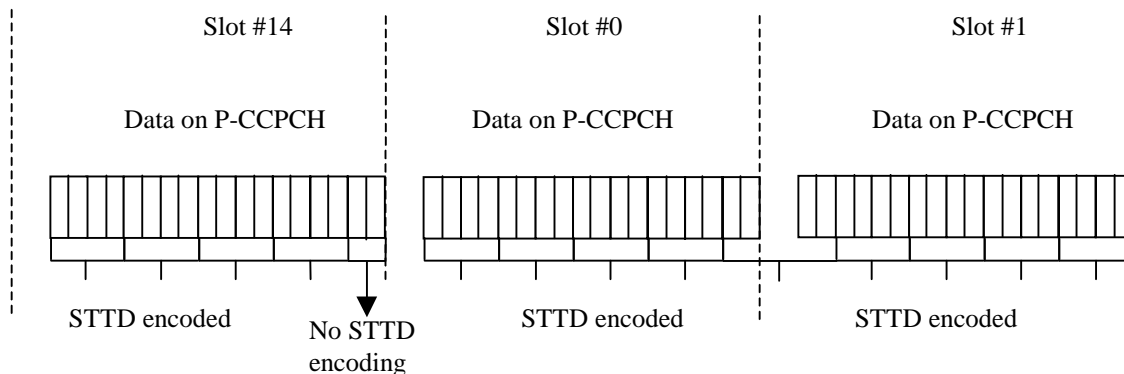 Slot #14
Slot #0
Slot #1
Data on P-CCPCH
Data on P-CCPCH
Data on P-CCPCH
STTD encoded
No STTD
encoding
STTD encoded
STTD encoded